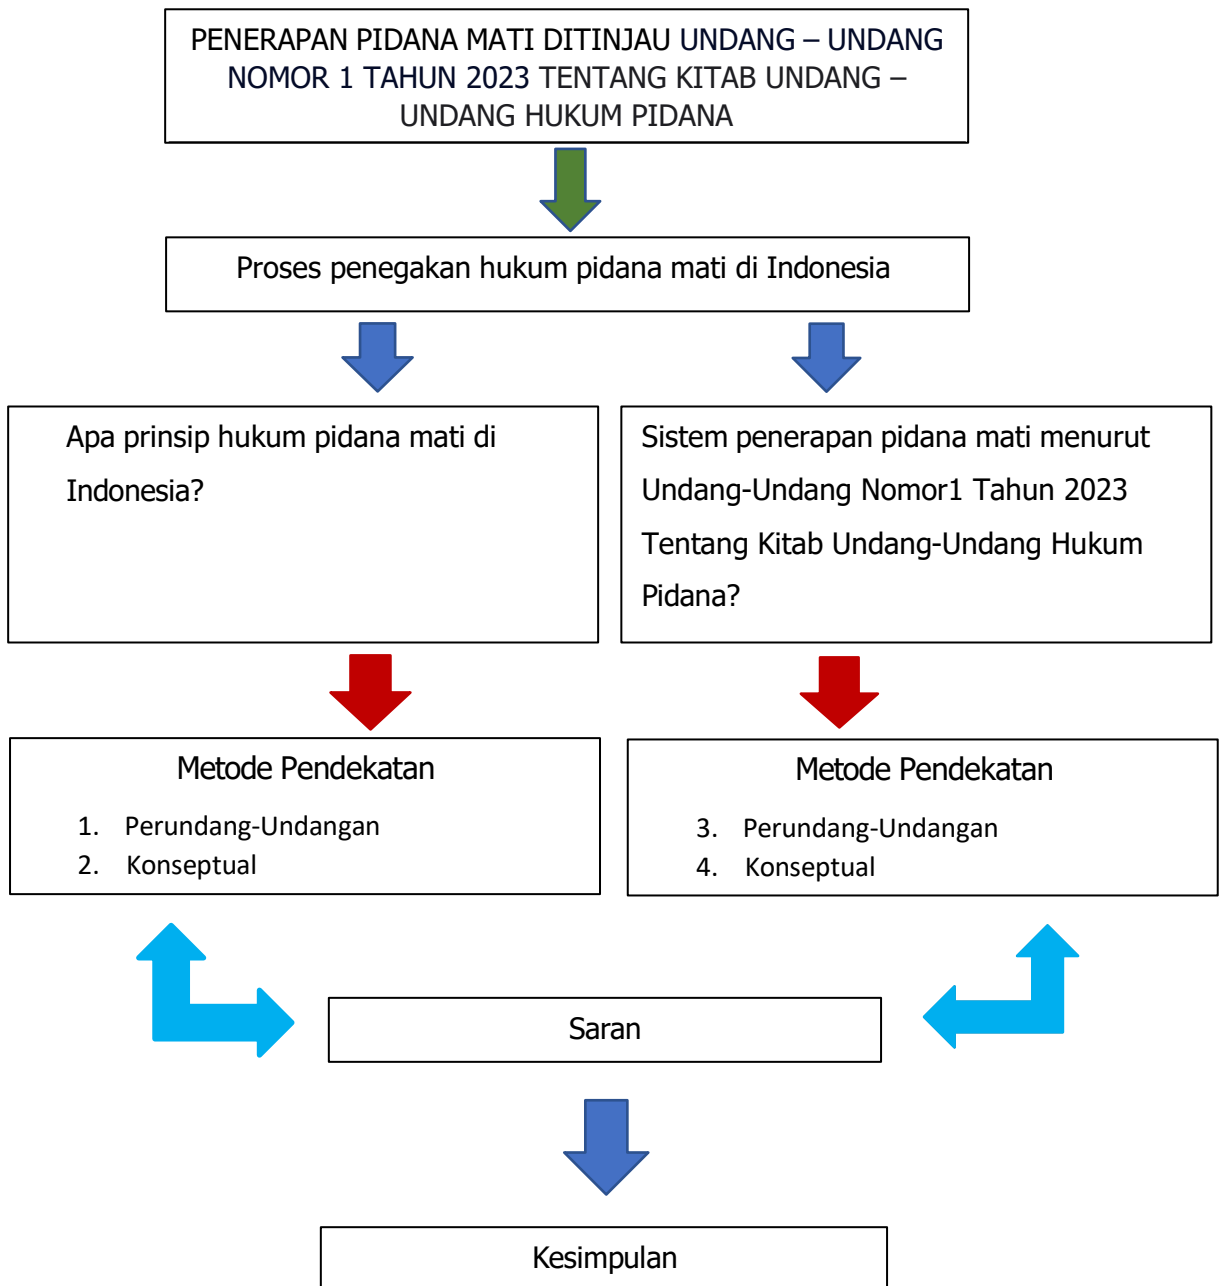 PENERAPAN PIDANA MATI DITINJAU UNDANG – UNDANG
NOMOR 1 TAHUN 2023 TENTANG KITAB UNDANG –
UNDANG HUKUM PIDANA
Proses penegakan hukum pidana mati di Indonesia
Apa prinsip hukum pidana mati di
Indonesia?
Sistem penerapan pidana mati menurut
Undang-Undang Nomor1 Tahun 2023
Tentang Kitab Undang-Undang Hukum
Pidana?
Metode Pendekatan
1. Perundang-Undangan
2. Konseptual
Metode Pendekatan
3. Perundang-Undangan
4. Konseptual
Saran
Kesimpulan